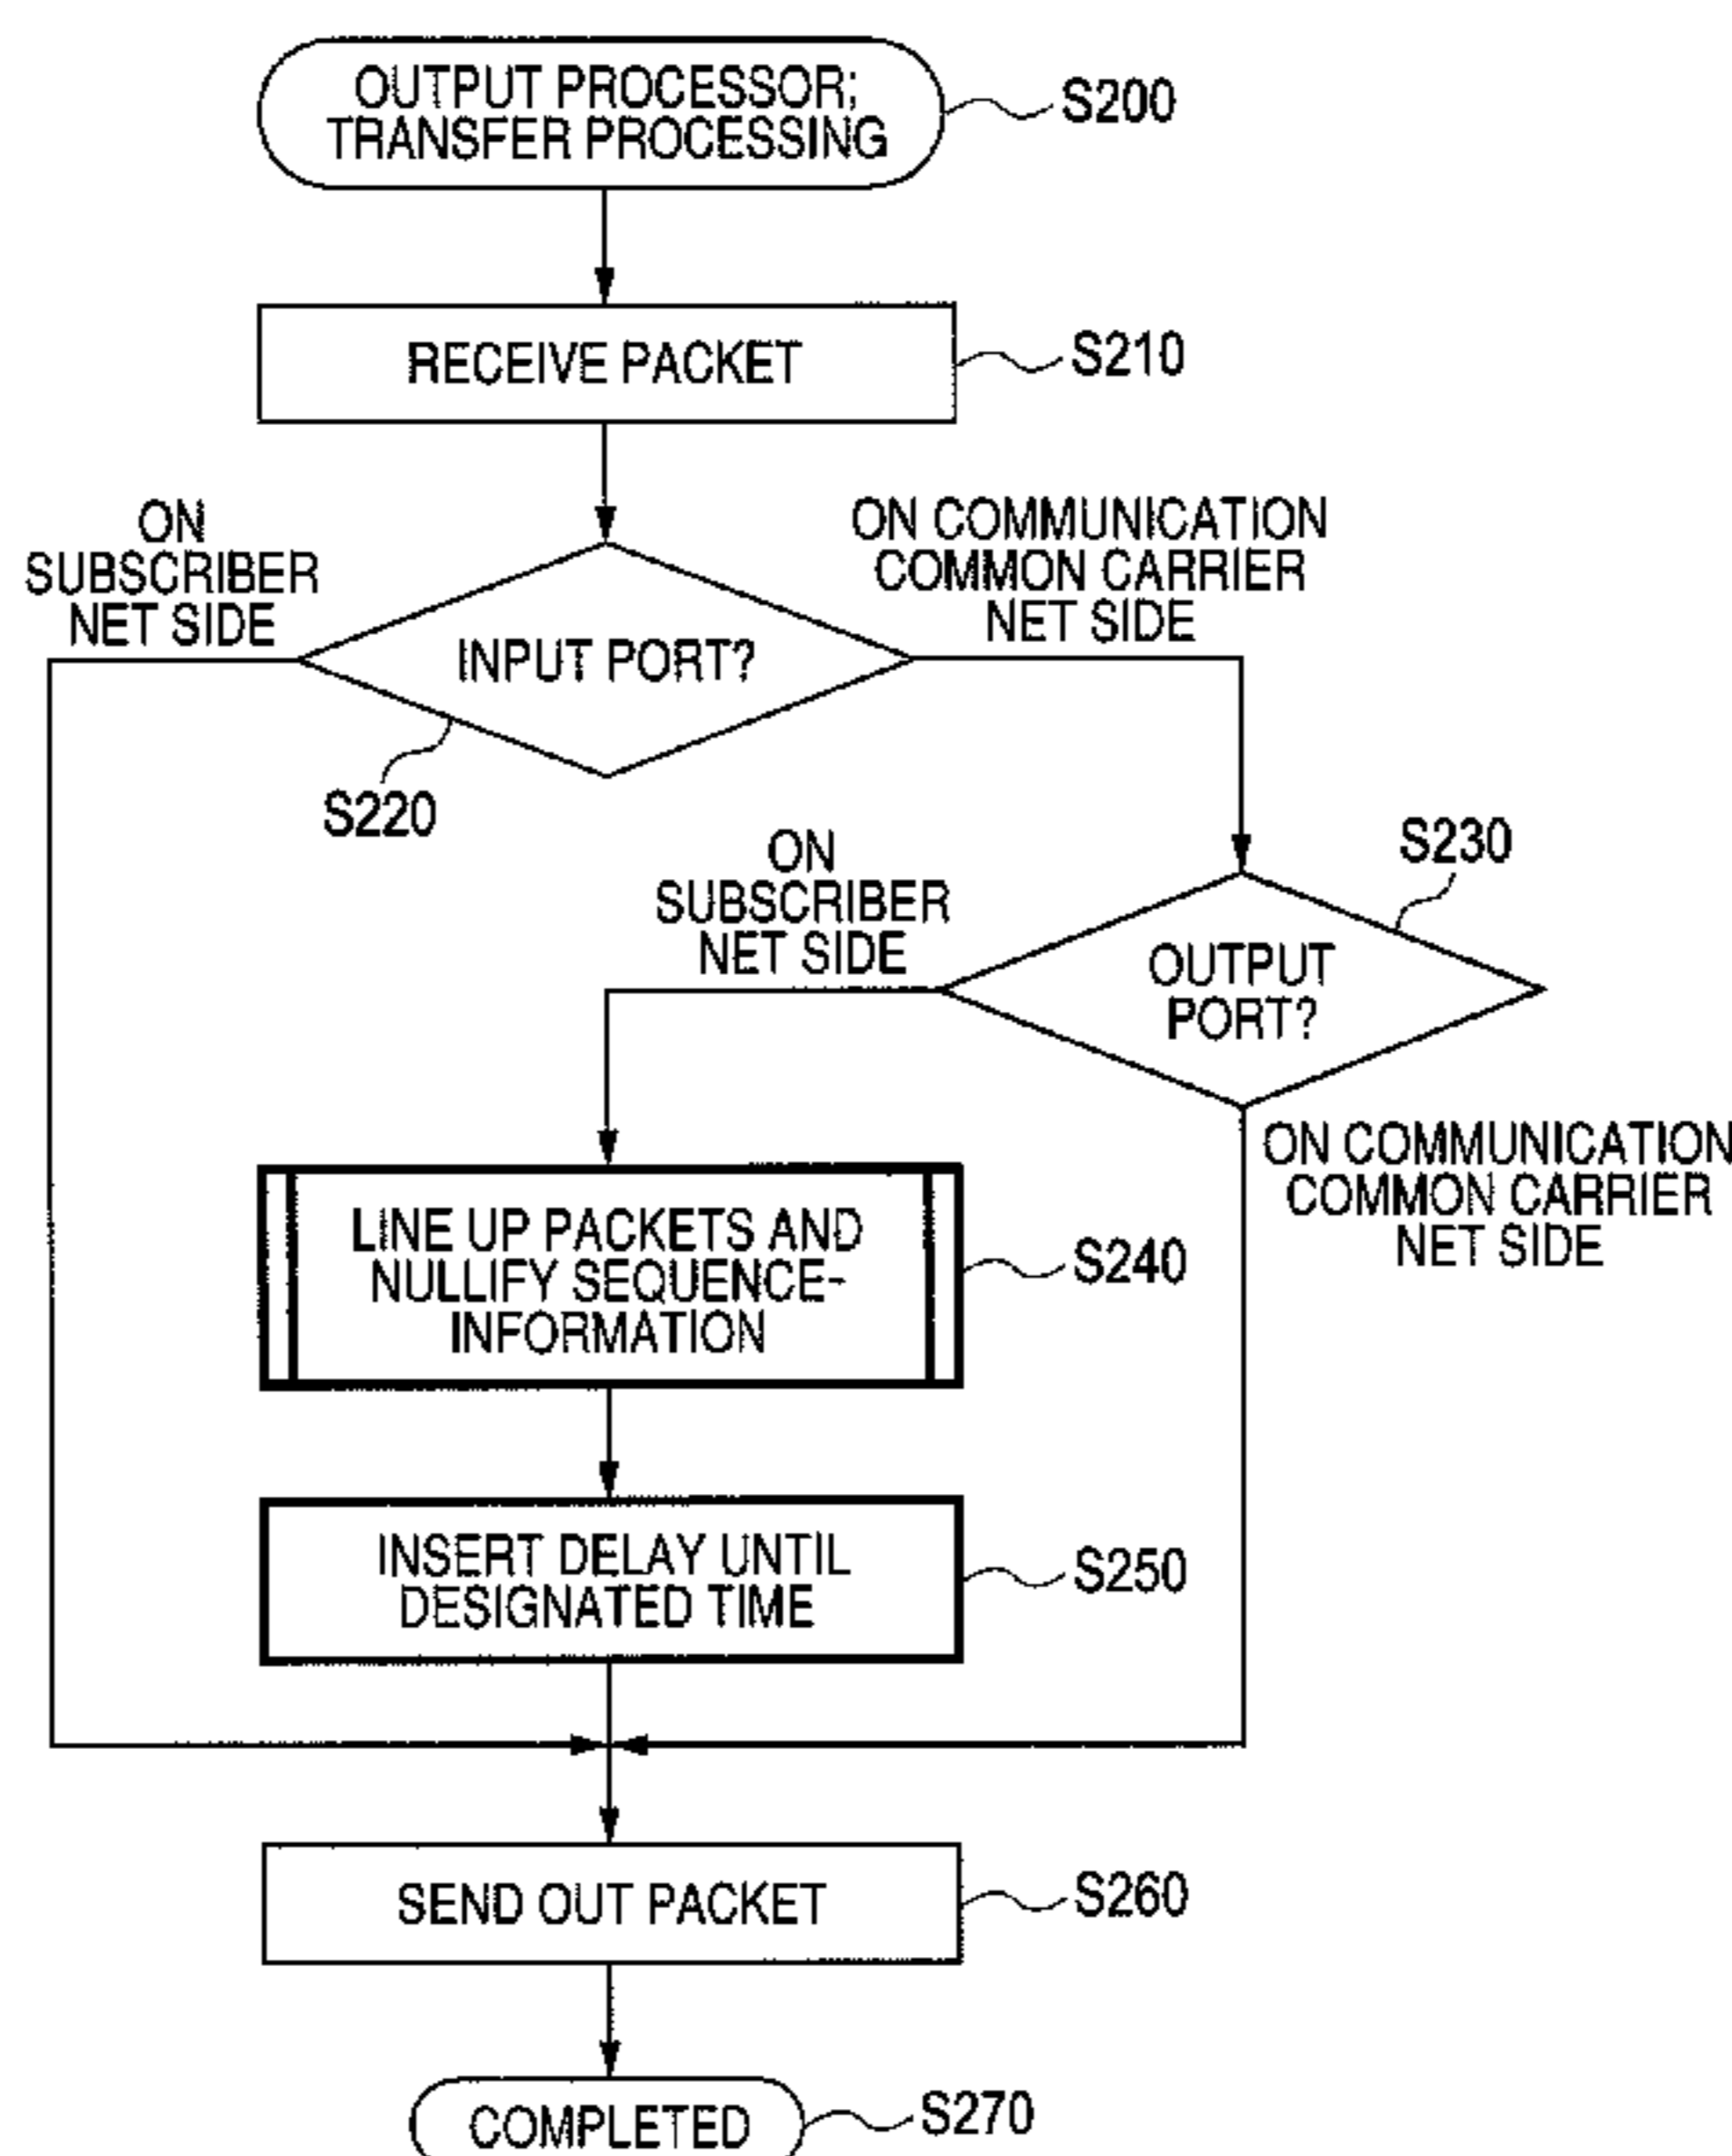 OUTPUT PROCESSOR;
TRANSFER PROCESSING
S200
RECEIVE PACKET
S210
ON
SUBSCRIBER
NET SIDE
ON COMMUNICATION
COMMON CARRIER
NET SIDE
INPUT PORT?
S220
ON
SUBSCRIBER
NET SIDE
S230
OUTPUT
PORT?
ON COMMUNICATION
COMMON CARRIER
NET SIDE
LINE UP PACKETS AND
NULLIFY SEQUENCE-
INFORMATION
S240
INSERT DELAY UNTIL
DESIGNATED TIME
S250
SEND OUT PACKET
S260
COMPLETED
S270